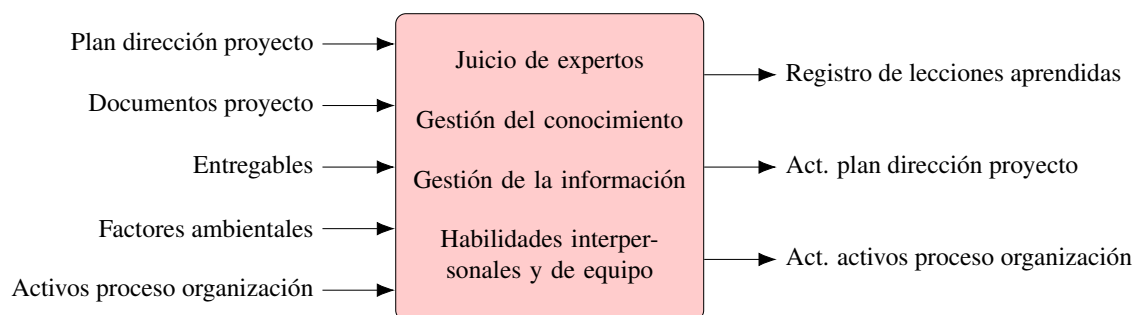 Plan dirección proyecto
Documentos proyecto
Entregables
Factores ambientales
Activos proceso organización
Juicio de expertos
Gestión del conocimiento
Gestión de la información
Habilidades interper-
sonales y de equipo
Registro de lecciones aprendidas
Act. plan dirección proyecto
Act. activos proceso organización